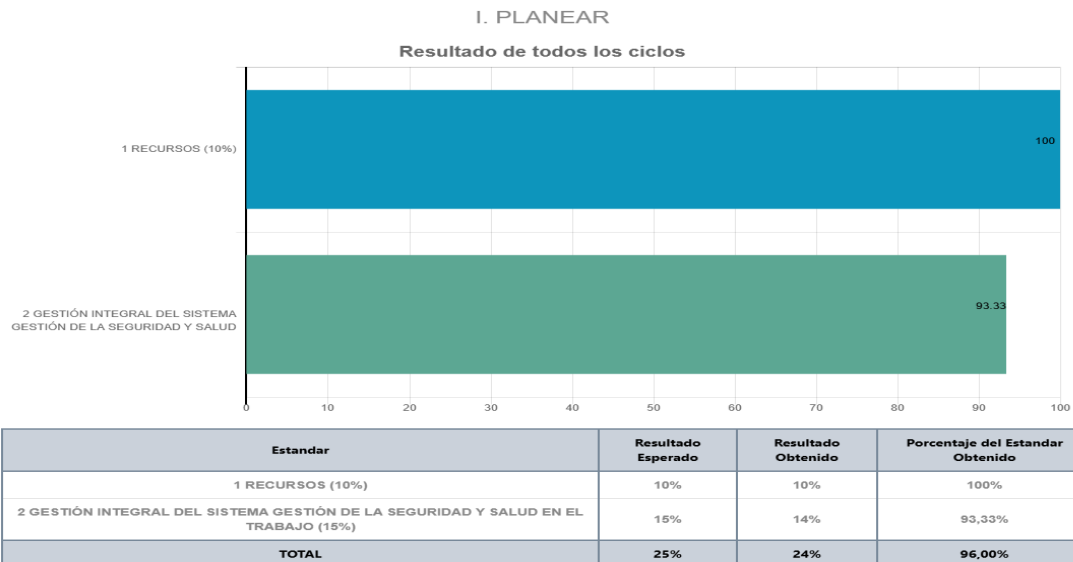 I. PLANEAR
Resultado de todos los ciclos
1 RECURSOS (10%)
100
2 GESTIÓN INTEGRAL DEL SISTEMA
GESTIÓN DE LA SEGURIDAD Y SALUD
93.33
0 10 20 30 40 50 60 70 80 90 100
Estandar Resultado Esperado Resultado Obtenido Porcentaje del Estandar Obtenido
1 RECURSOS (10%) 10% 10% 100%
2 GESTIÓN INTEGRAL DEL SISTEMA GESTIÓN DE LA SEGURIDAD Y SALUD EN EL
TRABAJO (15%) 15% 14% 93,33%
TOTAL 25% 24% 96,00%